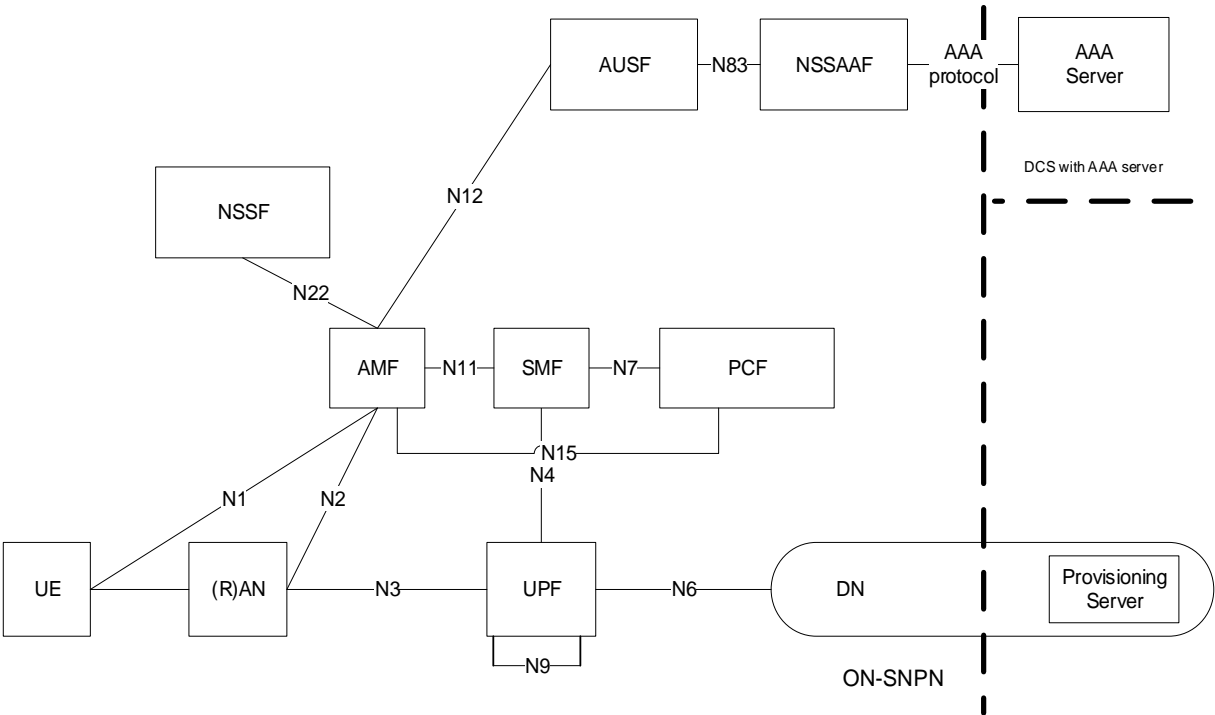 AUSF
N83
NSSAAF
AAA
protocol
AAA
Server
DCS with AAA server
N12
NSSF
N22
AMF
N11
SMF
N7
PCF
N15
N4
N1
N2
UE
(R)AN
N3
UPF
N6
DN
Provisioning
Server
N9
ON-SNPN